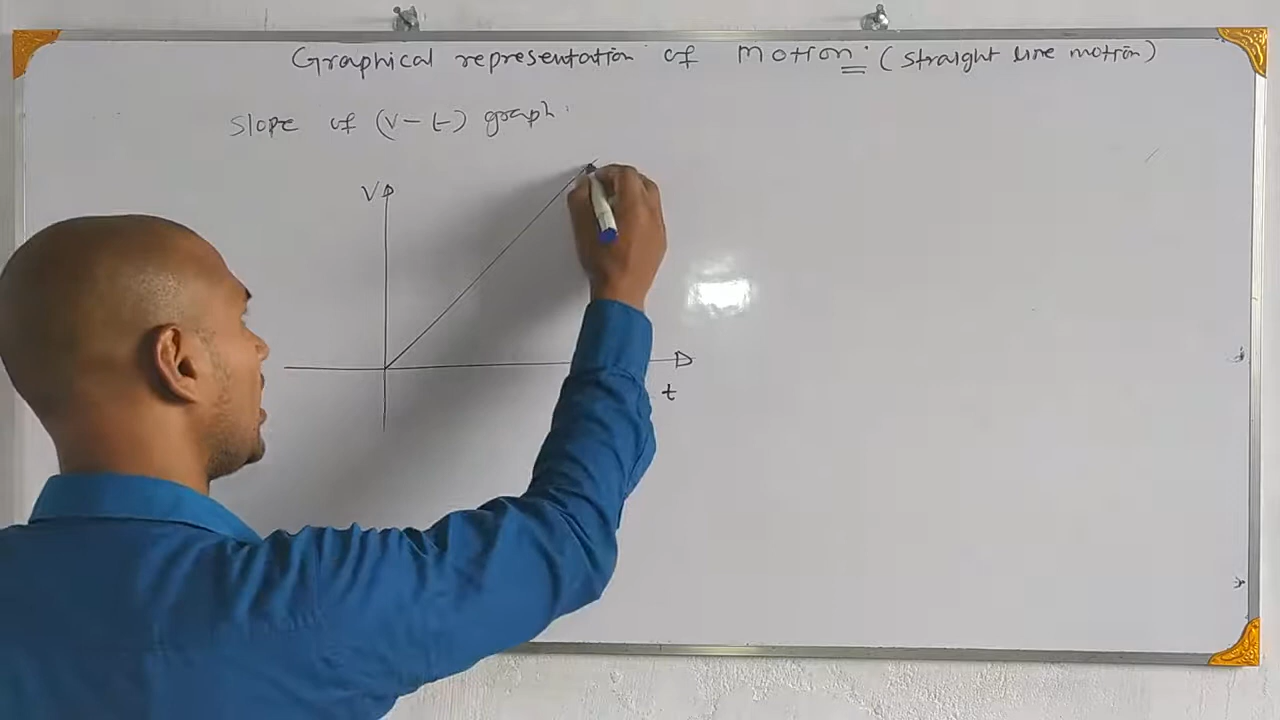 Graphical representation of Motion: (straight line motion)
Slope of (v-t) graph.
V
t